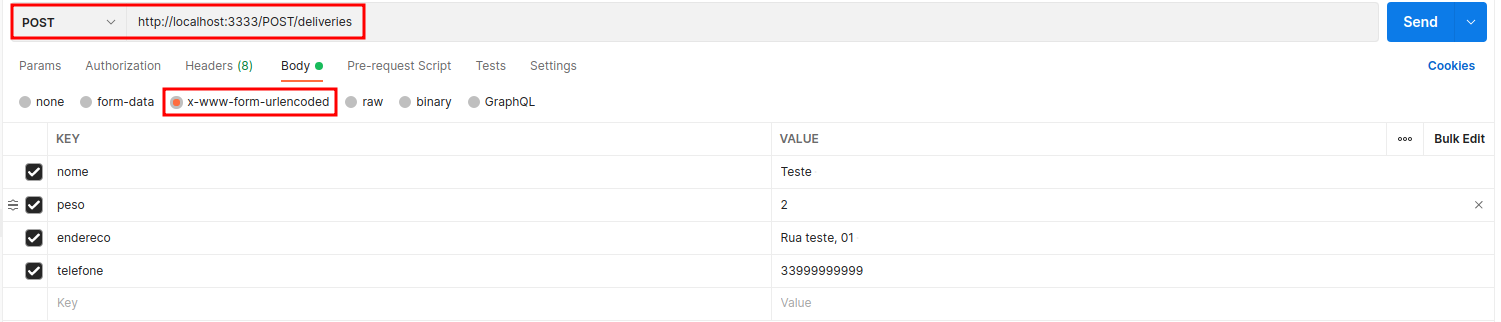 POST http://localhost:3333/POST/deliveries Send
Params Authorization Headers (8) Body Pre-request Script Tests Settings Cookies
none form-data x-www-form-urlencoded raw binary GraphQL
KEY VALUE Bulk Edit
nome Teste
peso 2
endereco Rua teste, 01
telefone 33999999999
Key Value